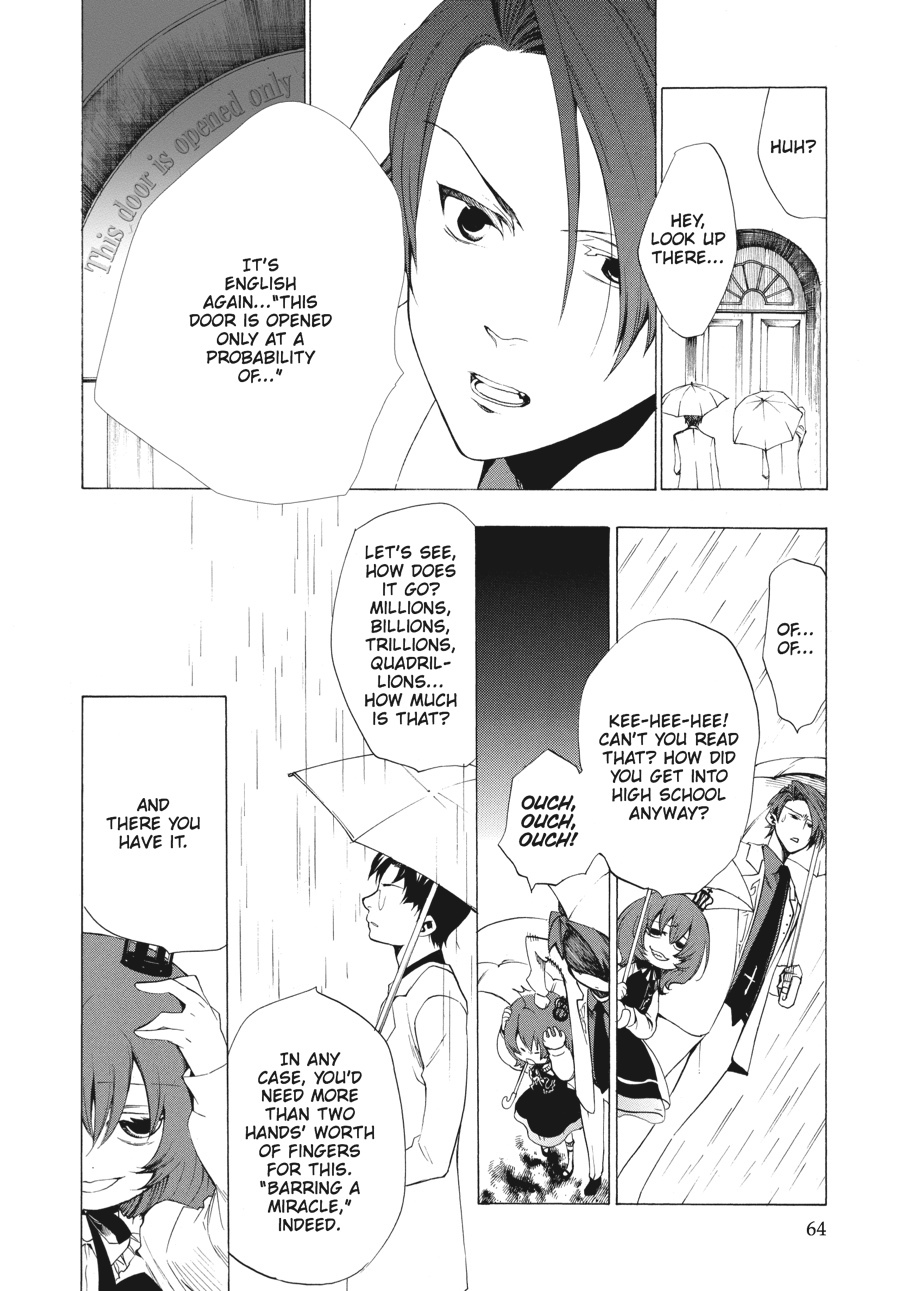 HUH?
HEY,
LOOK UP
THERE...
This door is opened only
IT'S
ENGLISH
AGAIN..."THIS
DOOR IS OPENED
ONLY AT A
PROBABILITY
OF..."
OF...
OF...
KEE-HEE-HEE!
CAN'T YOU READ
THAT? HOW DID
YOU GET INTO
HIGH SCHOOL
ANYWAY?
OUCH,
OUCH,
OUCH!
LET'S SEE,
HOW DOES
IT GO?
MILLIONS,
BILLIONS,
TRILLIONS,
QUADRIL-
LIONS...
HOW MUCH
IS THAT?
IN ANY
CASE, YOU'D
NEED MORE
THAN TWO
HANDS' WORTH
OF FINGERS
FOR THIS.
"BARRING A
MIRACLE,"
INDEED.
AND
THERE YOU
HAVE IT.
64